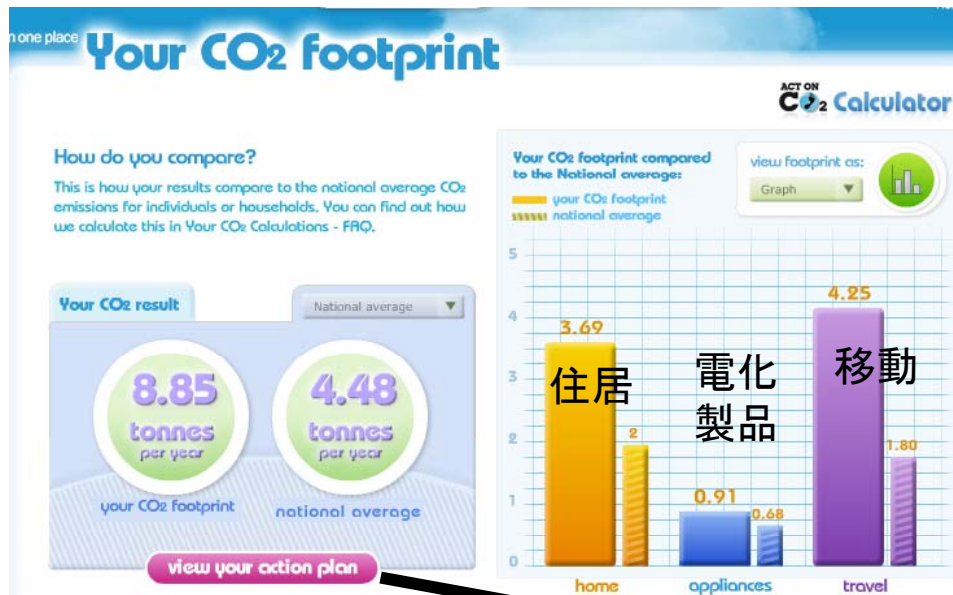 n one place
Your CO2 footprint
ACT ON
CO2 Calculator
How do you compare?
This is how your results compare to the national average CO2
emissions for individuals or households. You can find out how
we calculate this in Your CO2 Calculations - FAQ.
Your CO2 result
National average
8.85
tonnes
per year
your CO2 footprint
4.48
tonnes
per year
national average
view your action plan
Your CO2 footprint compared
to the National average:
your CO2 footprint
national average
view footprint as:
Graph
5
4
3
2
1
0
3.69
住居
2
home
電化
製品
0.91
0.68
appliances
4.25
移動
1.80
travel